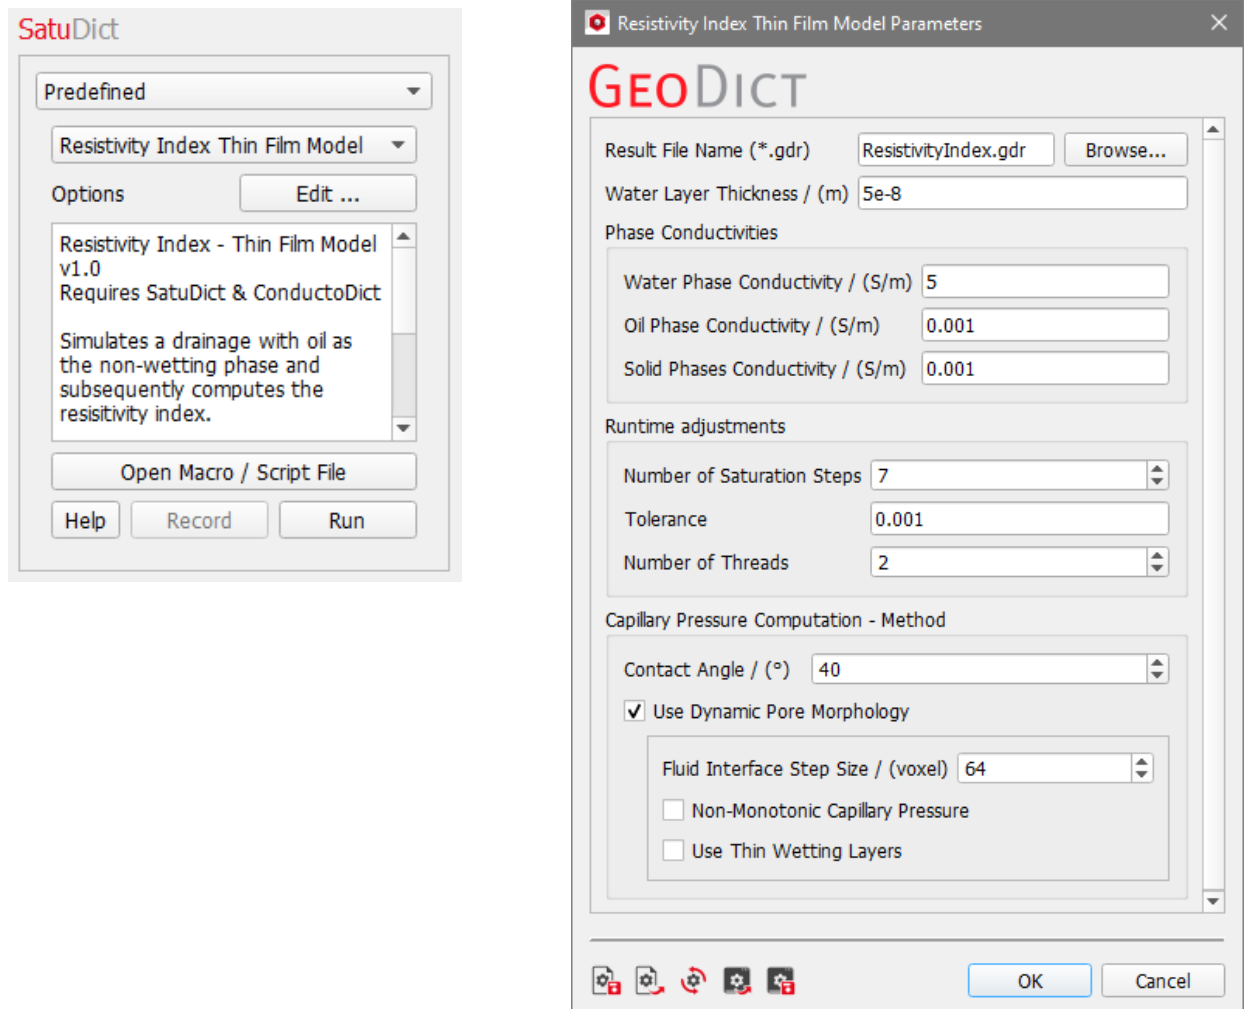 SatuDict
Predefined
Resistivity Index Thin Film Model
Options
Edit ...
Resistivity Index - Thin Film Model
v1.0
Requires SatuDict & ConductoDict
Simulates a drainage with oil as
the non-wetting phase and
subsequently computes the
resisitivity index.
Open Macro / Script File
Help
Record
Run
Resistivity Index Thin Film Model Parameters
GEODICT
Result File Name (*.gdr)
ResistivityIndex.gdr
Browse...
Water Layer Thickness / (m)
5e-8
Phase Conductivities
Water Phase Conductivity / (S/m)
5
Oil Phase Conductivity / (S/m)
0.001
Solid Phases Conductivity / (S/m)
0.001
Runtime adjustments
Number of Saturation Steps
7
Tolerance
0.001
Number of Threads
2
Capillary Pressure Computation - Method
Contact Angle / (°)
40
Use Dynamic Pore Morphology
Fluid Interface Step Size / (voxel)
64
Non-Monotonic Capillary Pressure
Use Thin Wetting Layers
OK
Cancel